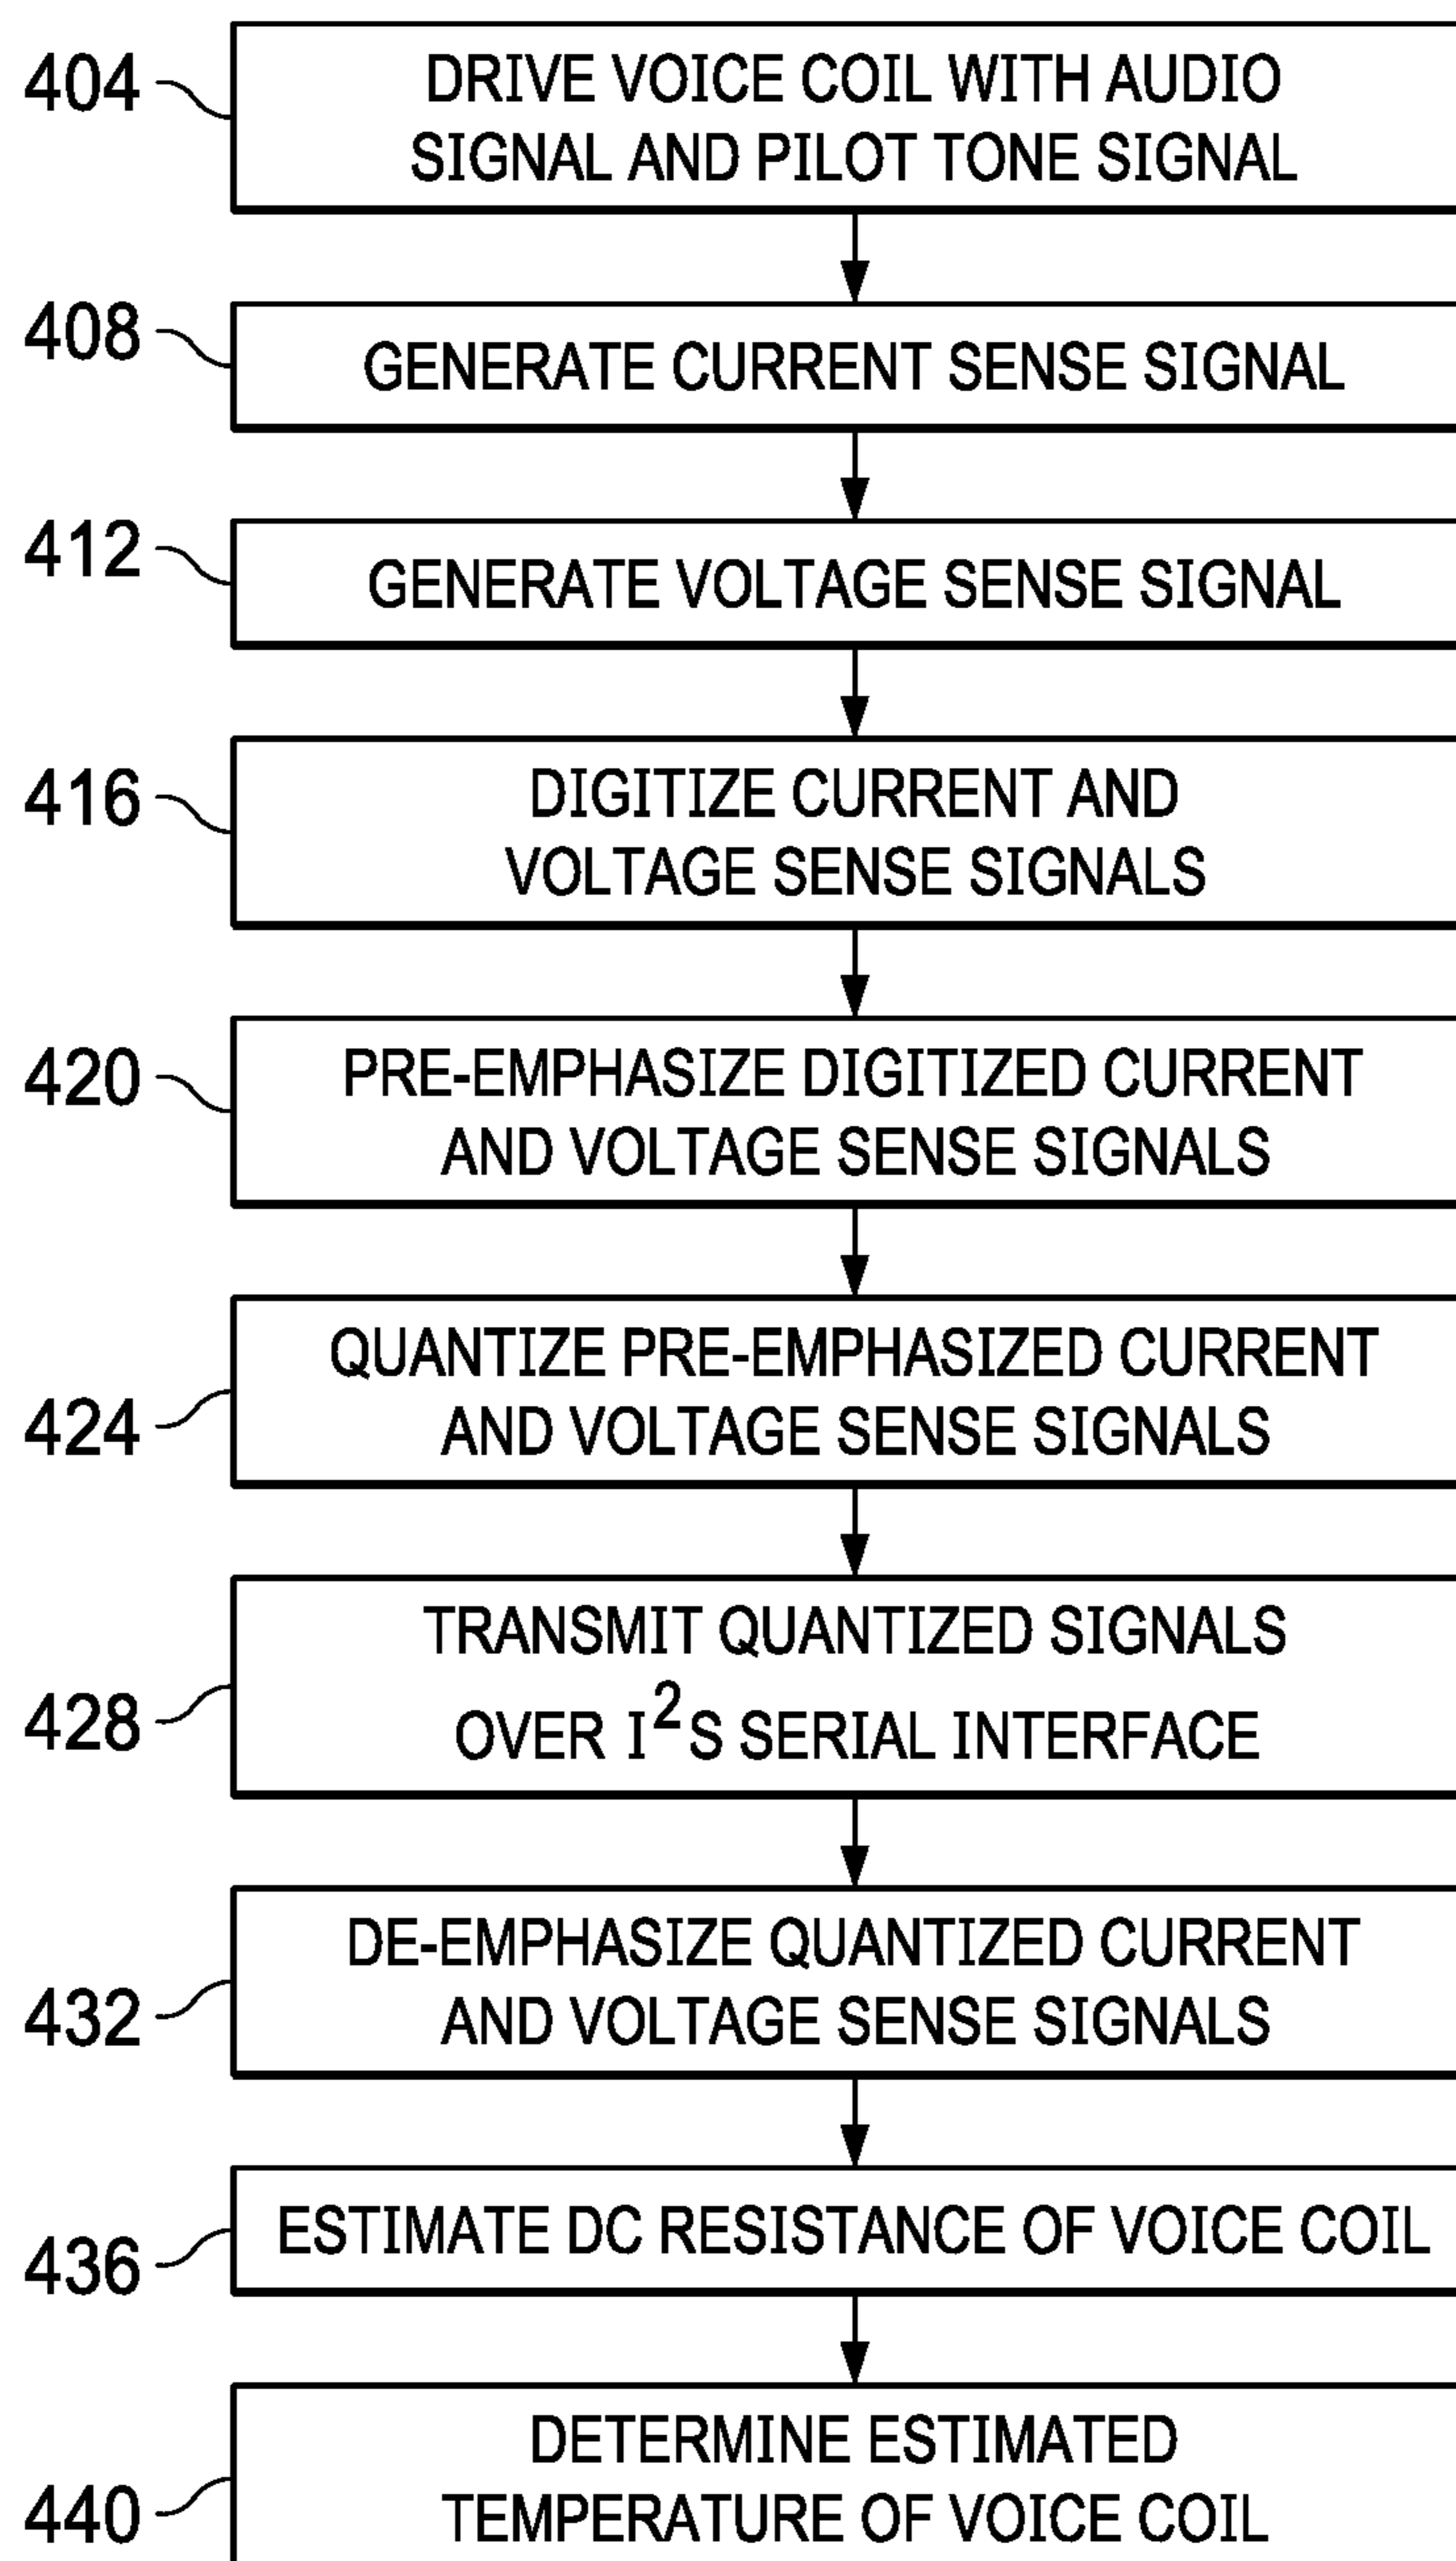 404
DRIVE VOICE COIL WITH AUDIO
SIGNAL AND PILOT TONE SIGNAL
408
GENERATE CURRENT SENSE SIGNAL
412
GENERATE VOLTAGE SENSE SIGNAL
416
DIGITIZE CURRENT AND
VOLTAGE SENSE SIGNALS
420
PRE-EMPHASIZE DIGITIZED CURRENT
AND VOLTAGE SENSE SIGNALS
424
QUANTIZE PRE-EMPHASIZED CURRENT
AND VOLTAGE SENSE SIGNALS
428
TRANSMIT QUANTIZED SIGNALS
OVER I²S SERIAL INTERFACE
432
DE-EMPHASIZE QUANTIZED CURRENT
AND VOLTAGE SENSE SIGNALS
436
ESTIMATE DC RESISTANCE OF VOICE COIL
440
DETERMINE ESTIMATED
TEMPERATURE OF VOICE COIL